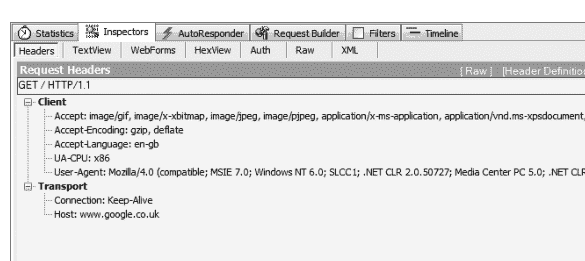 Statistics Inspectors AutoResponder Request Builder Filters Timeline
Headers TextView WebForms HexView Auth Raw XML
Request Headers [ Raw ] [Header Definitio
GET / HTTP/1.1
Client
Accept: image/gif, image/x-xbitmap, image/jpeg, image/pjpeg, application/x-ms-application, application/vnd.ms-xpsdocument,
Accept-Encoding: gzip, deflate
Accept-Language: en-gb
UA-CPU: x86
User-Agent: Mozilla/4.0 (compatible; MSIE 7.0; Windows NT 6.0; SLCC1; .NET CLR 2.0.50727; Media Center PC 5.0; .NET CLR
Transport
Connection: Keep-Alive
Host: www.google.co.uk